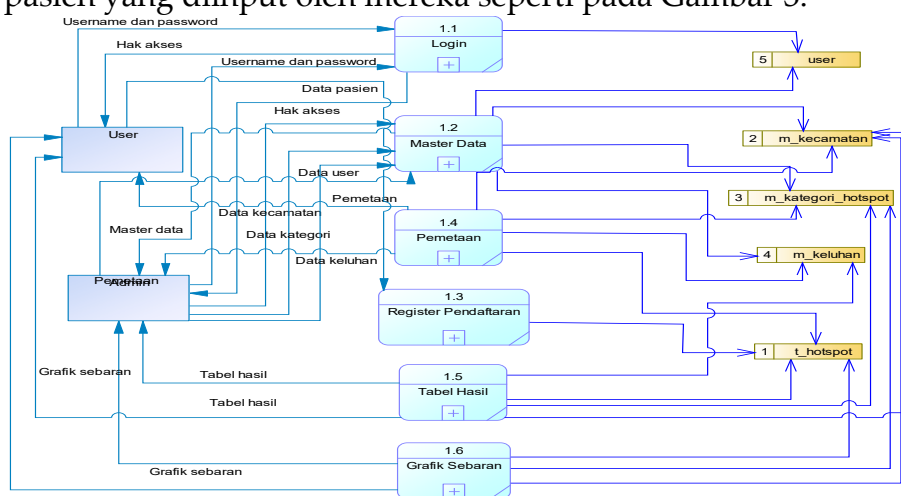 pasien yang diinput oleh mereka seperti pada Gambar 3.
Username dan password
1.1
Login
Hak akses
Username dan password
5 user
Data pasien
Hak akses
1.2
Master Data
User
2 m_kecamatan
Data user
Pemetaan
3 m_kategori_hotspot
Data kecamatan
1.4
Pemetaan
Master data
Data kategori
Data keluhan
4 m_keluhan
Pemetaan
Admin
1.3
Register Pendaftaran
1 t_hotspot
Grafik sebaran
Tabel hasil
1.5
Tabel Hasil
Tabel hasil
1.6
Grafik Sebaran
Grafik sebaran